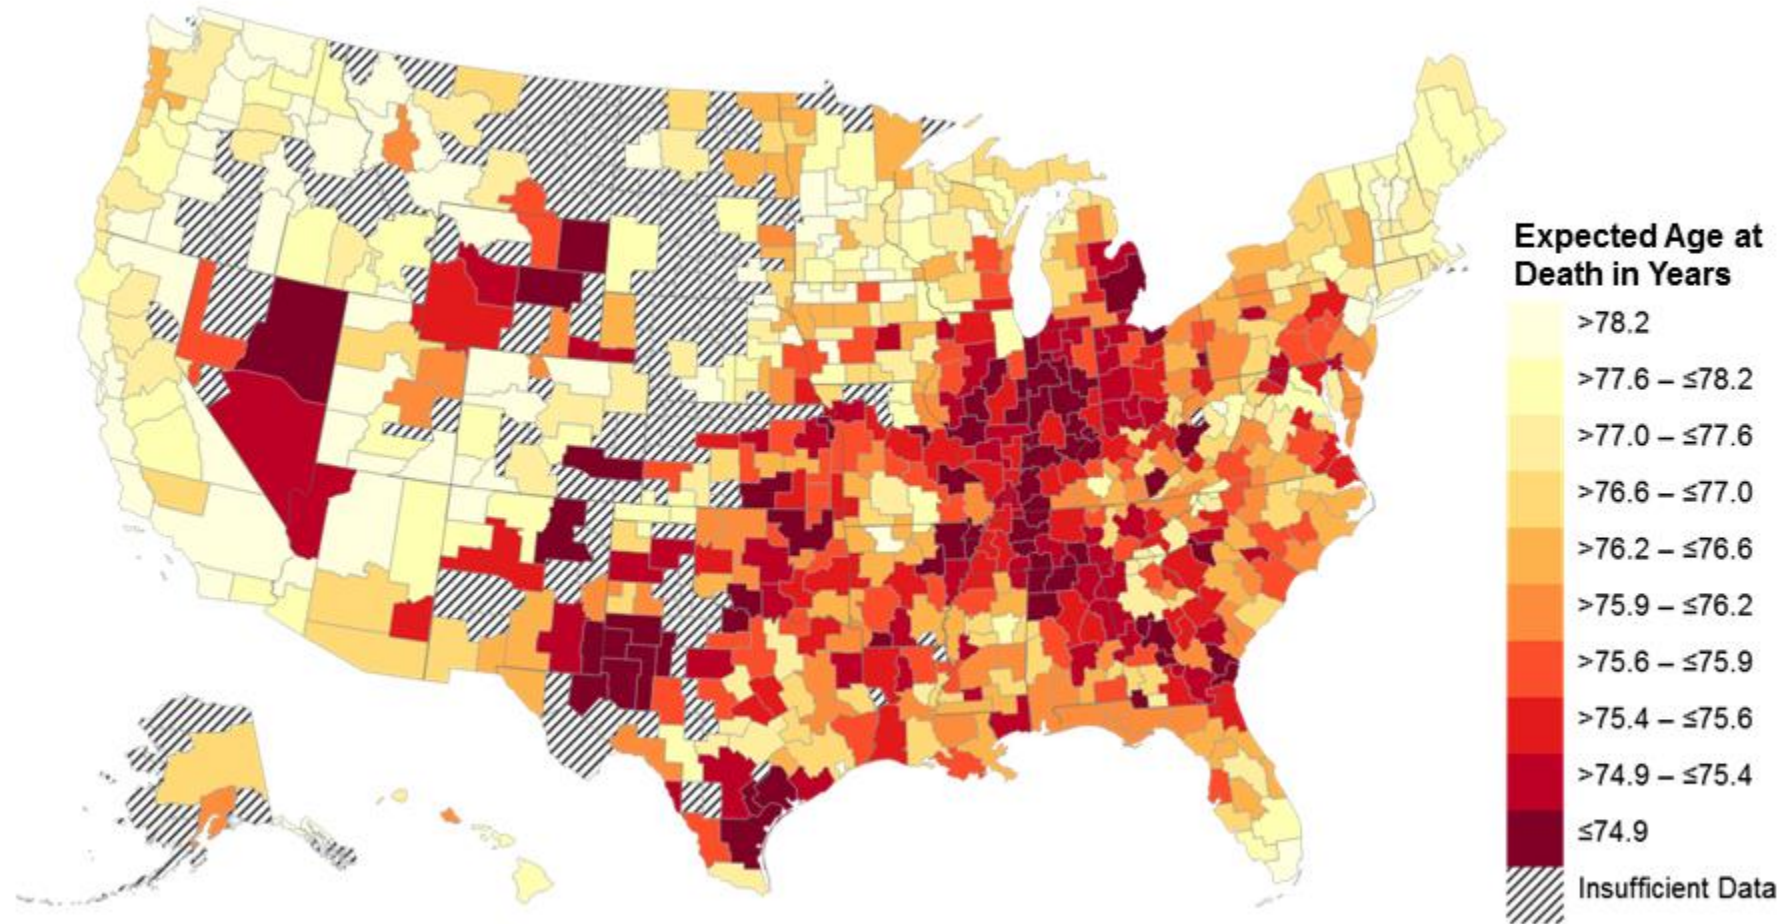 Expected Age at
Death in Years
>78.2
>77.6 – ≤78.2
>77.0 – ≤77.6
>76.6 – ≤77.0
>76.2 – ≤76.6
>75.9 – ≤76.2
>75.6 – ≤75.9
>75.4 – ≤75.6
>74.9 – ≤75.4
≤74.9
Insufficient Data